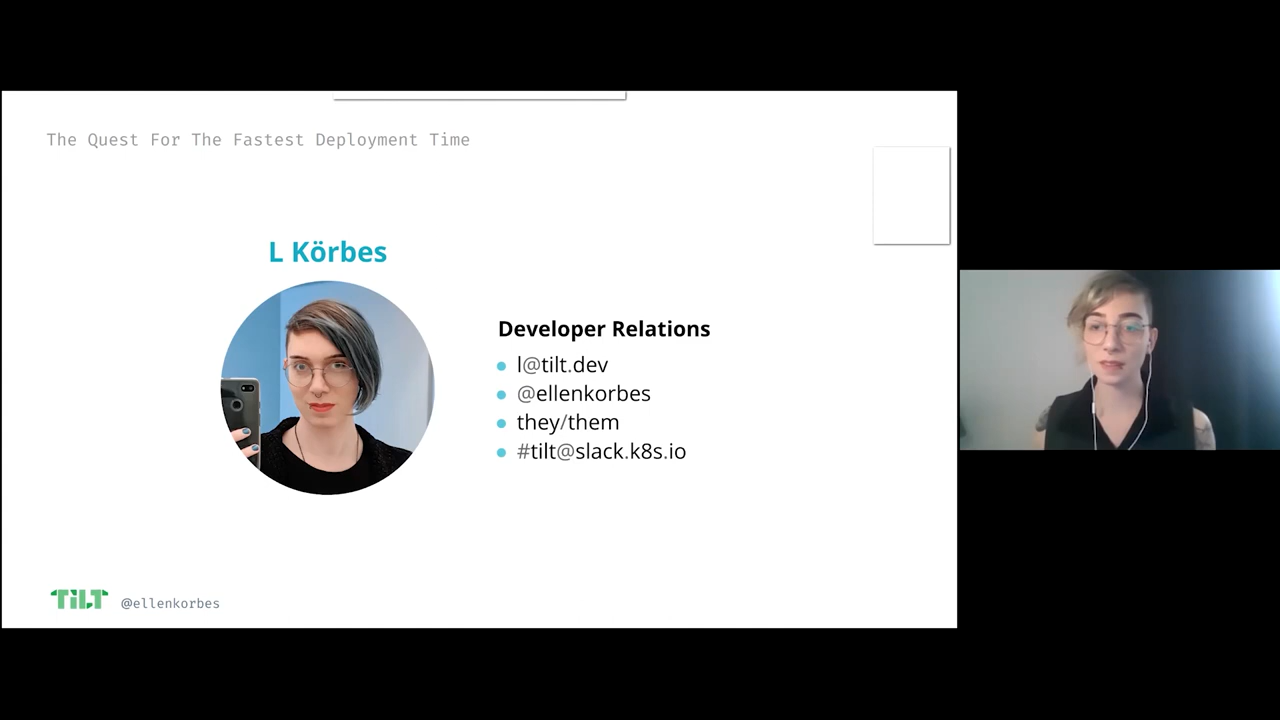 The Quest For The Fastest Deployment Time
L Körbes
Developer Relations
l@tilt.dev
@ellenkorbes
they/them
#tilt@slack.k8s.io
TiLT @ellenkorbes